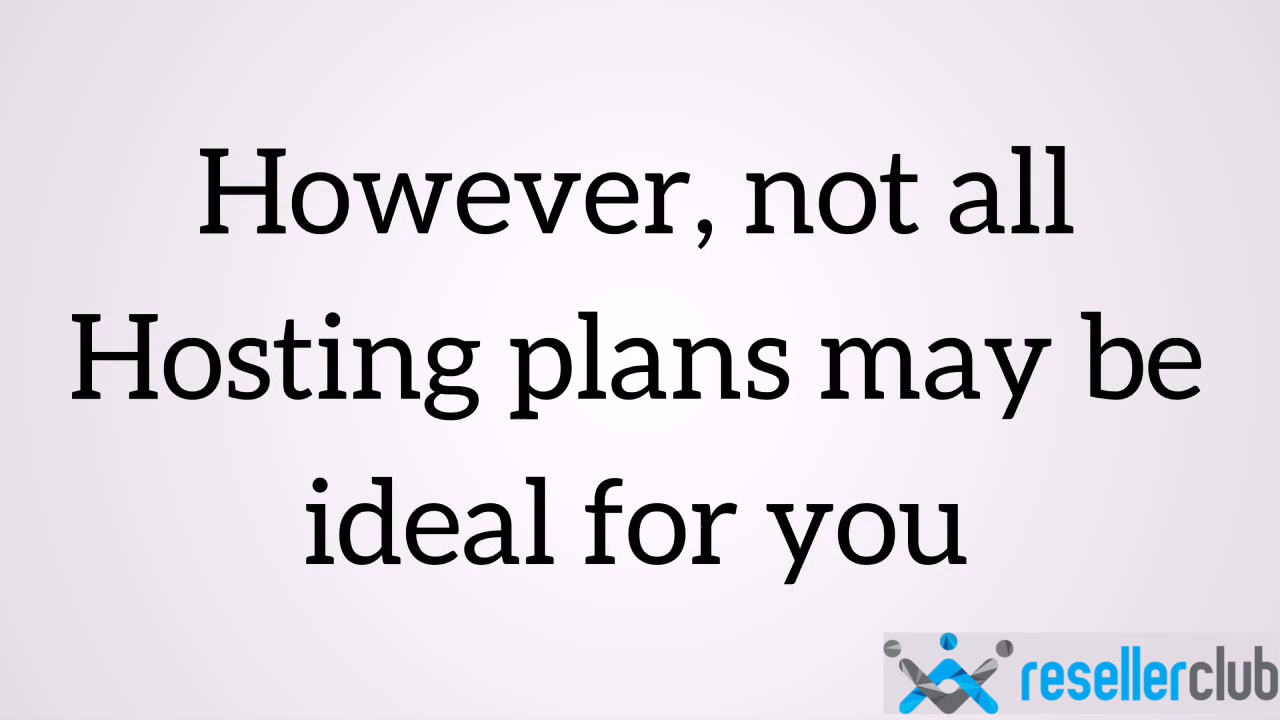 However, not all
Hosting plans may be
ideal for you
resellerclub